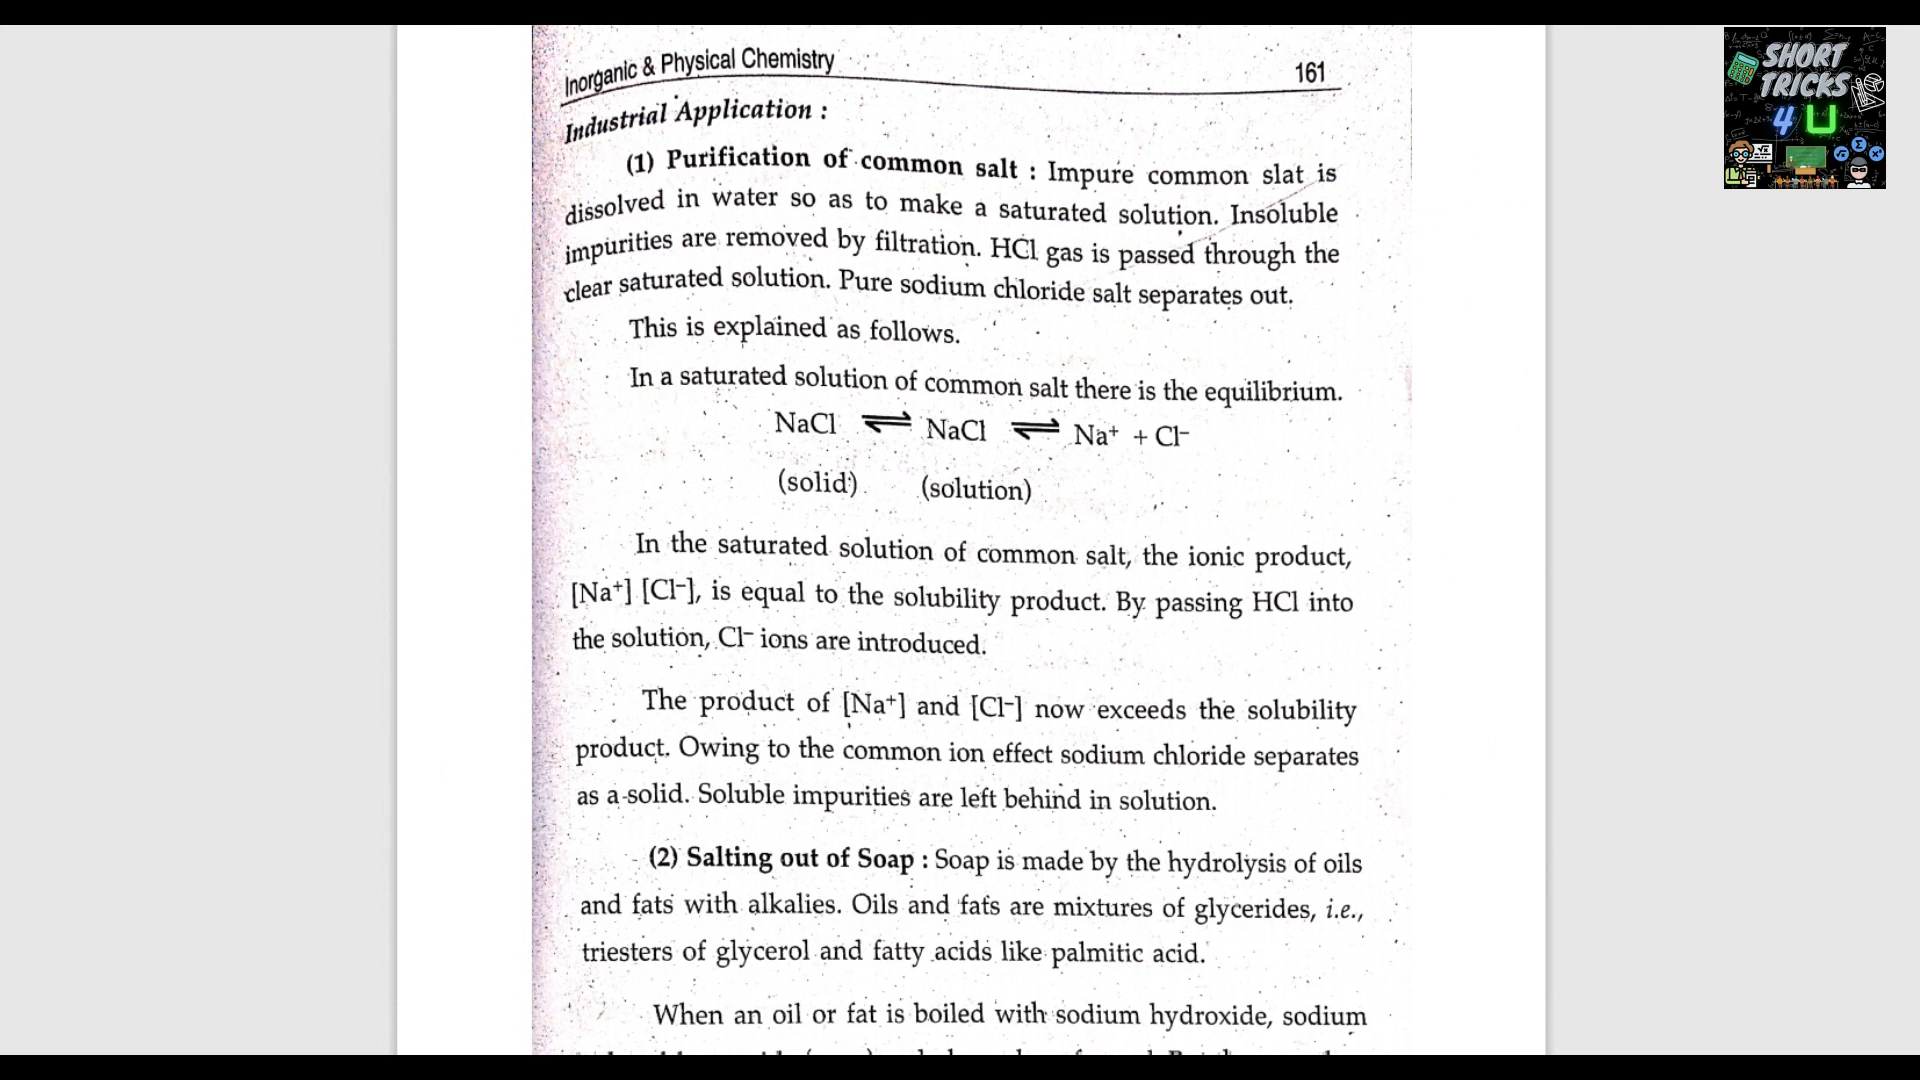 Inorganic & Physical Chemistry 161
Industrial Application :
(1) Purification of common salt : Impure common slat is
dissolved in water so as to make a saturated solution. Insoluble
impurities are removed by filtration. HCl gas is passed through the
clear saturated solution. Pure sodium chloride salt separates out.
This is explained as follows.
In a saturated solution of common salt there is the equilibrium.
NaCl ⇌ NaCl ⇌ Na⁺ + Cl⁻
(solid) (solution)
In the saturated solution of common salt, the ionic product,
[Na⁺] [Cl⁻], is equal to the solubility product. By passing HCl into
the solution, Cl⁻ ions are introduced.
The product of [Na⁺] and [Cl⁻] now exceeds the solubility
product. Owing to the common ion effect sodium chloride separates
as a solid. Soluble impurities are left behind in solution.
(2) Salting out of Soap : Soap is made by the hydrolysis of oils
and fats with alkalies. Oils and fats are mixtures of glycerides, i.e.,
triesters of glycerol and fatty acids like palmitic acid.
When an oil or fat is boiled with sodium hydroxide, sodium
SHORT
TRICKS
4 U